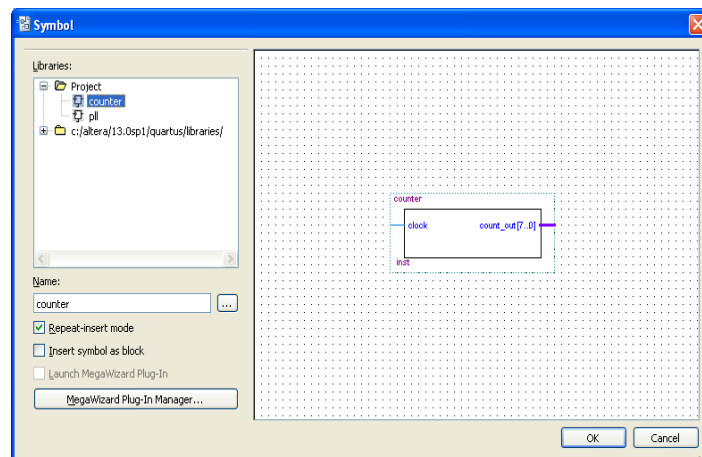 Symbol
Libraries:
Project
counter
pll
c:/altera/13.0sp1/quartus/libraries/
counter
clock count_out[7..0]
inst
Name:
counter
...
Repeat-insert mode
Insert symbol as block
Launch MegaWizard Plug-In
MegaWizard Plug-In Manager...
OK Cancel